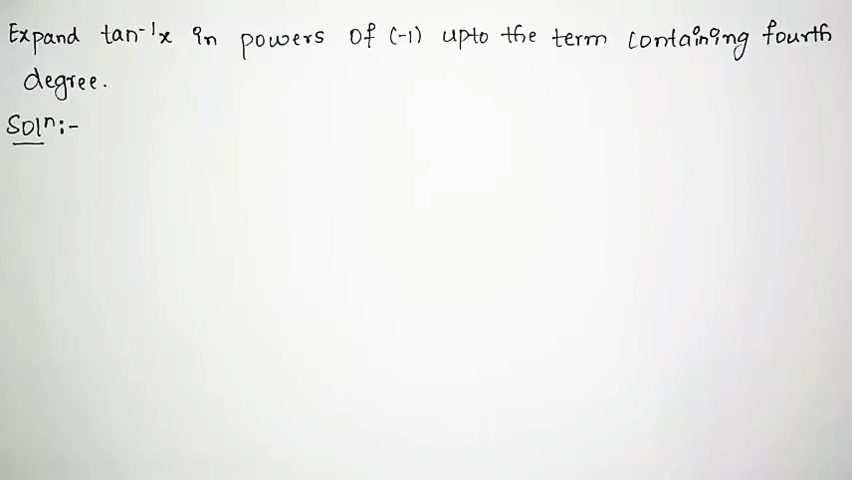 Expand tan⁻¹x in powers of (-1) upto the term containing fourth
degree.
Solⁿ:-